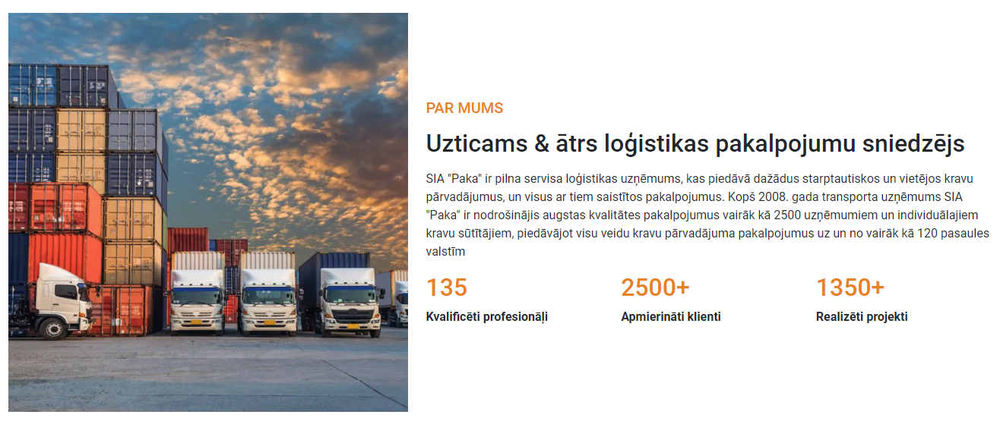 PAR MUMS
Uzticams & ātrs loģistikas pakalpojumu sniedzējs
SIA "Paka" ir pilna servisa loģistikas uzņēmums, kas piedāvā dažādus starptautiskos un vietējos kravu
pārvadājumus, un visus ar tiem saistītos pakalpojumus. Kopš 2008. gada transporta uzņēmums SIA
"Paka" ir nodrošinājis augstas kvalitātes pakalpojumus vairāk kā 2500 uzņēmumiem un individuālajiem
kravu sūtītājiem, piedāvājot visu veidu kravu pārvadājuma pakalpojumus uz un no vairāk kā 120 pasaules
valstīm
135 2500+ 1350+
Kvalificēti profesionāļi Apmierināti klienti Realizēti projekti